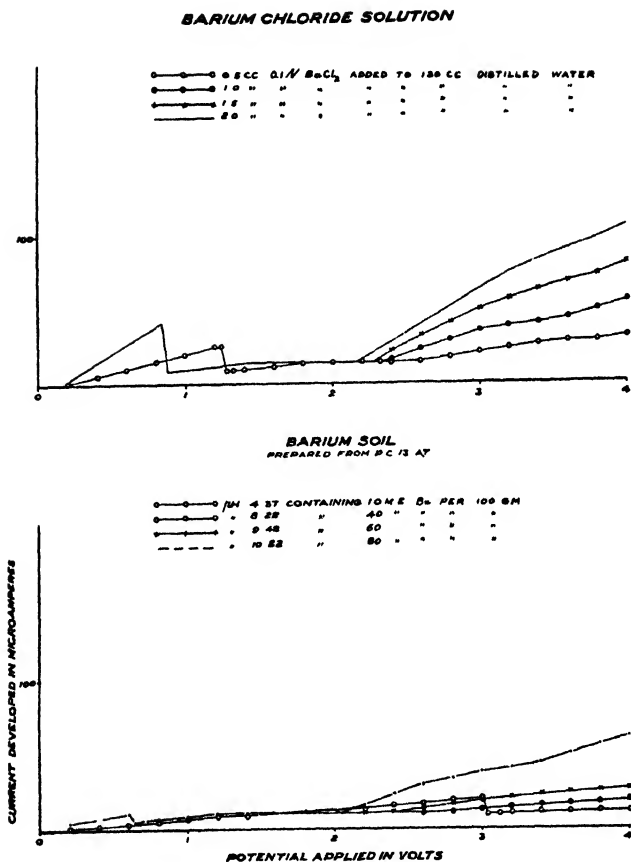 BARIUM CHLORIDE SOLUTION
0.5 CC 0.1 N BaCl2 ADDED TO 130 CC DISTILLED WATER
1.0 " " " " " " " "
1.5 " " " " " " " "
2.0 " " " " " " " "
100
0 1 2 3 4
BARIUM SOIL
PREPARED FROM P.C. 13 AT
pH 4 37 CONTAINING 10 M E Ba PER 100 GM
" 8 28 " 40 " " " "
" 9 48 " 60 " " " "
" 10 22 " 80 " " " "
CURRENT DEVELOPED IN MICROAMPERES
100
0 1 2 3 4
POTENTIAL APPLIED IN VOLTS